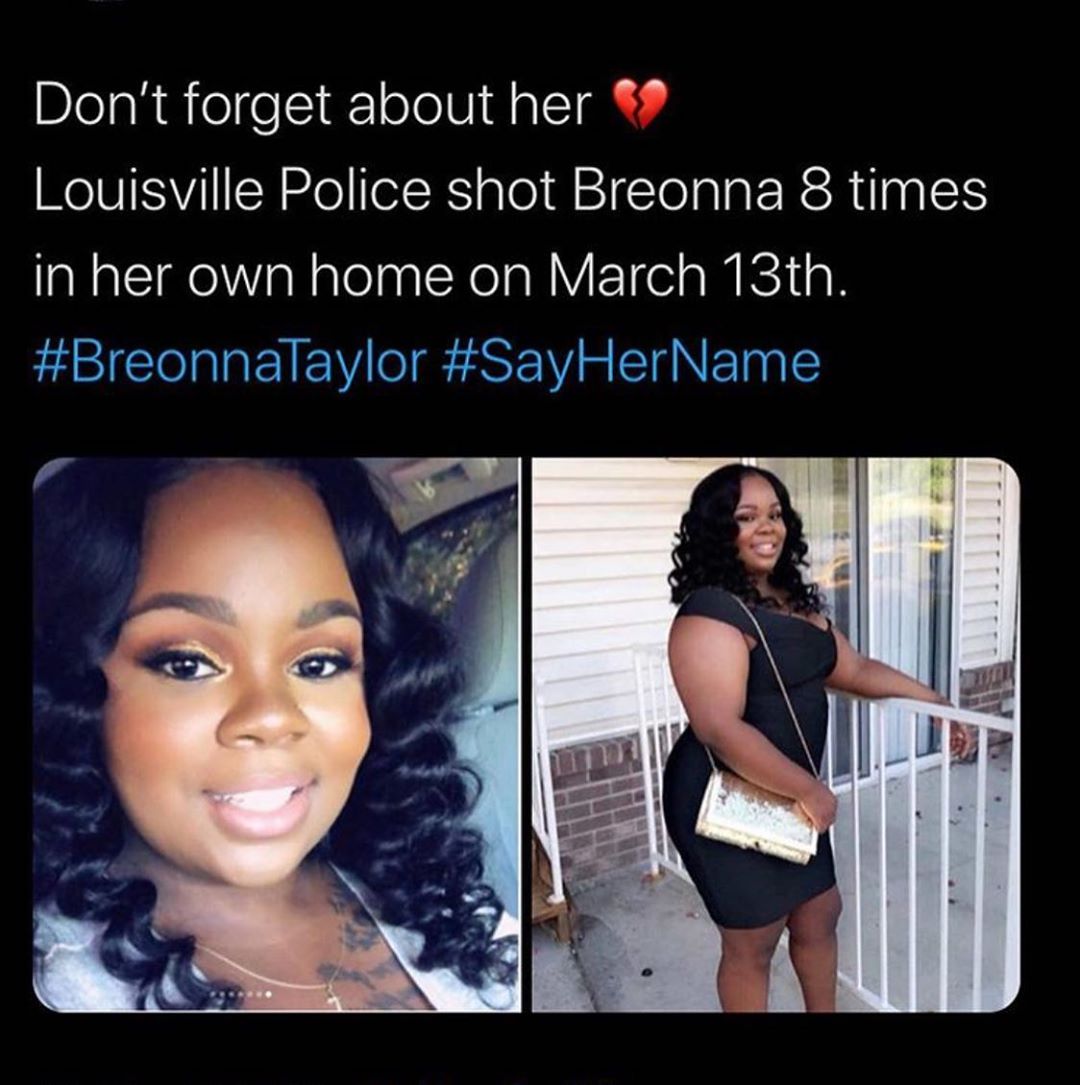 Don't forget about her 💔
Louisville Police shot Breonna 8 times
in her own home on March 13th.
#BreonnaTaylor #SayHerName